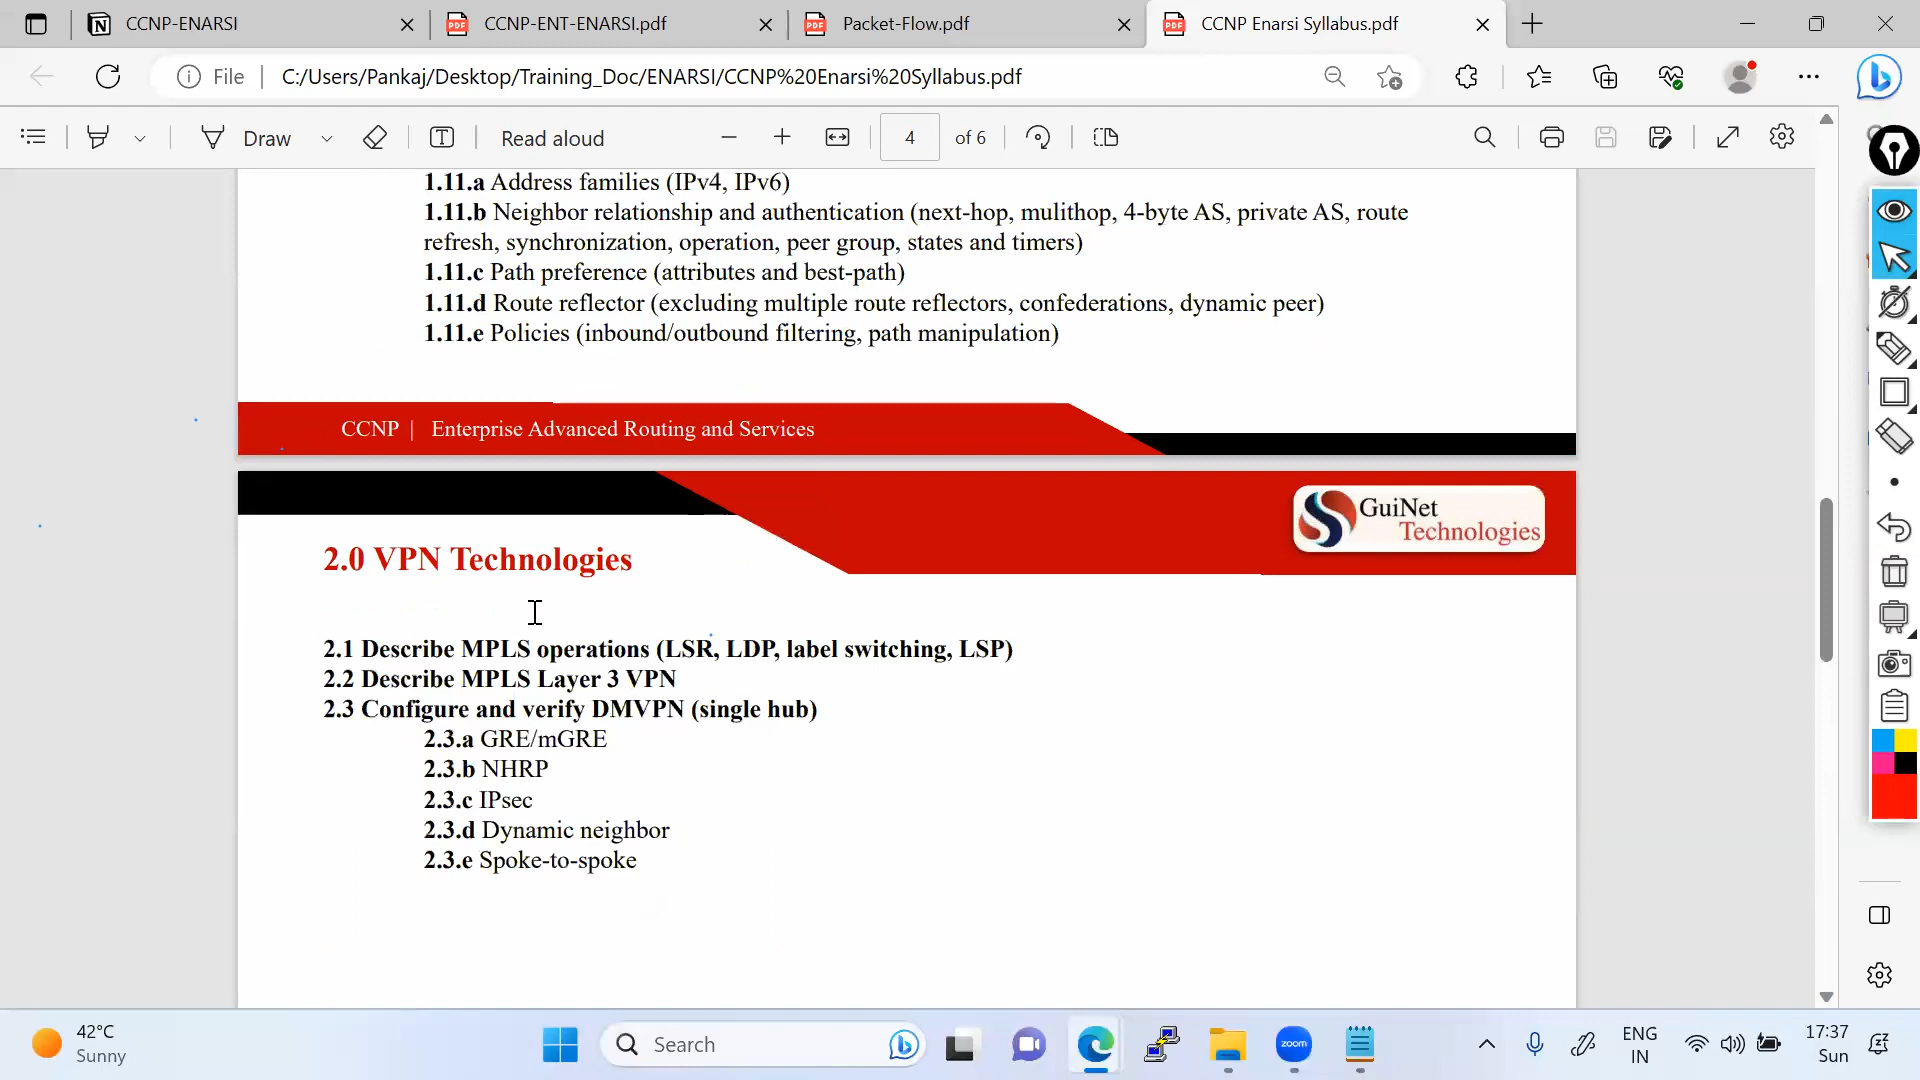 CCNP-ENARSI
CCNP-ENT-ENARSI.pdf
Packet-Flow.pdf
CCNP Enarsi Syllabus.pdf
File
C:/Users/Pankaj/Desktop/Training_Doc/ENARSI/CCNP%20Enarsi%20Syllabus.pdf
Draw
Read aloud
4
of 6
1.11.a Address families (IPv4, IPv6)
1.11.b Neighbor relationship and authentication (next-hop, mulithop, 4-byte AS, private AS, route
refresh, synchronization, operation, peer group, states and timers)
1.11.c Path preference (attributes and best-path)
1.11.d Route reflector (excluding multiple route reflectors, confederations, dynamic peer)
1.11.e Policies (inbound/outbound filtering, path manipulation)
CCNP | Enterprise Advanced Routing and Services
GuiNet
Technologies
2.0 VPN Technologies
2.1 Describe MPLS operations (LSR, LDP, label switching, LSP)
2.2 Describe MPLS Layer 3 VPN
2.3 Configure and verify DMVPN (single hub)
2.3.a GRE/mGRE
2.3.b NHRP
2.3.c IPsec
2.3.d Dynamic neighbor
2.3.e Spoke-to-spoke
42°C
Sunny
Search
zoom
ENG
IN
17:37
Sun